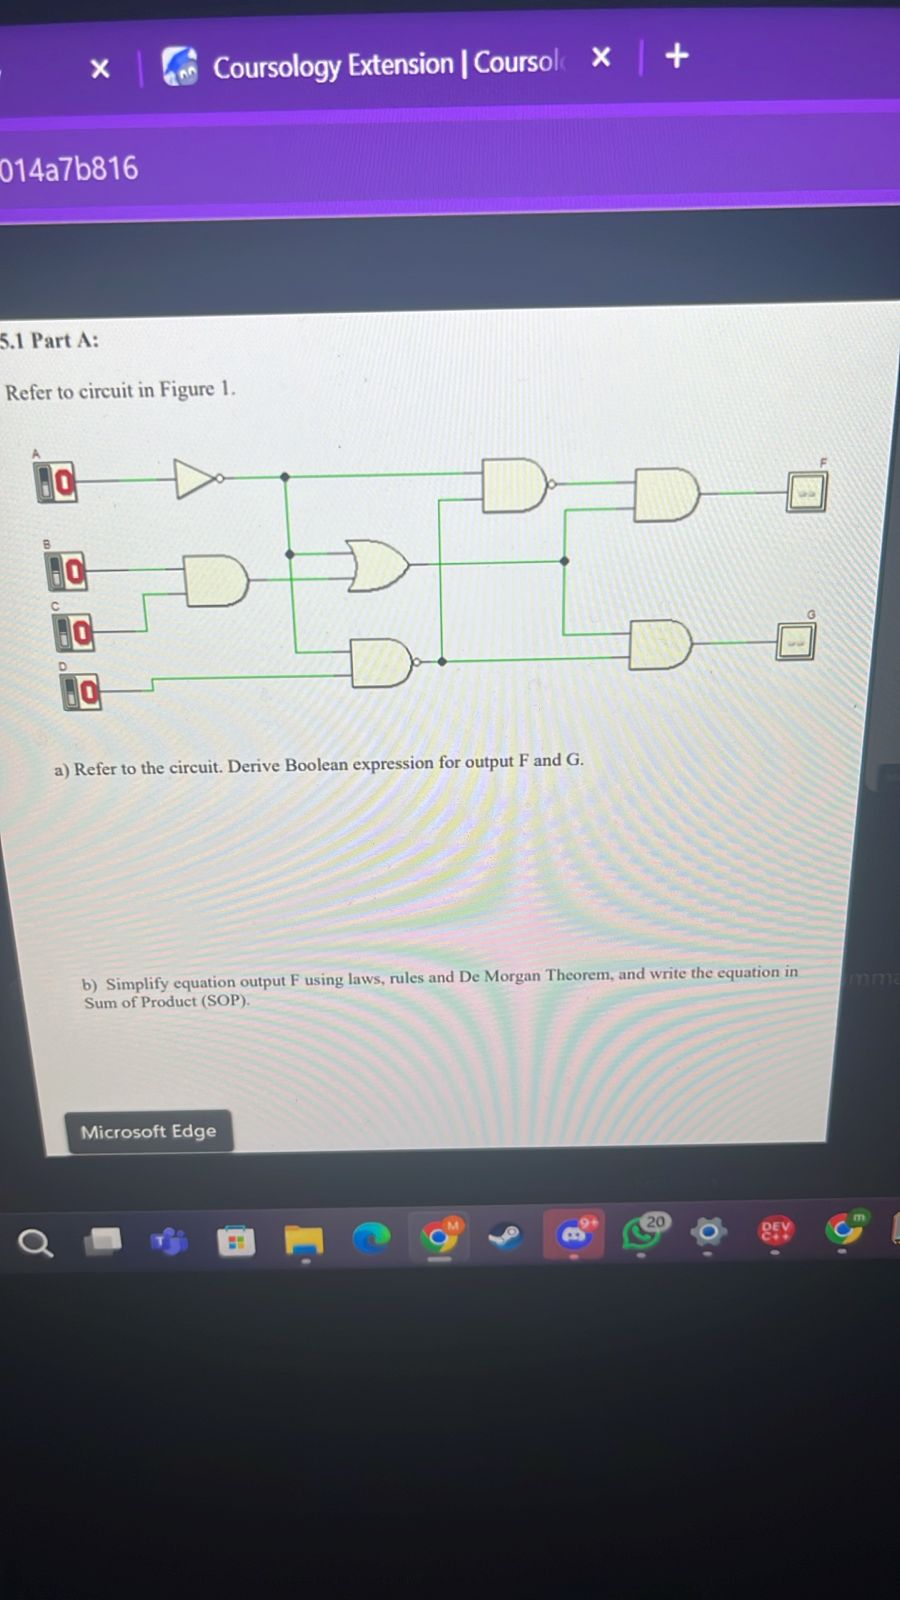 Coursology Extension | Coursol
014a7b816
5.1 Part A:
Refer to circuit in Figure 1.
A
0
F
B
0
C
0
G
D
0
a) Refer to the circuit. Derive Boolean expression for output F and G.
b) Simplify equation output F using laws, rules and De Morgan Theorem, and write the equation in
Sum of Product (SOP).
Microsoft Edge
M
9+
20
DEV
C++
m